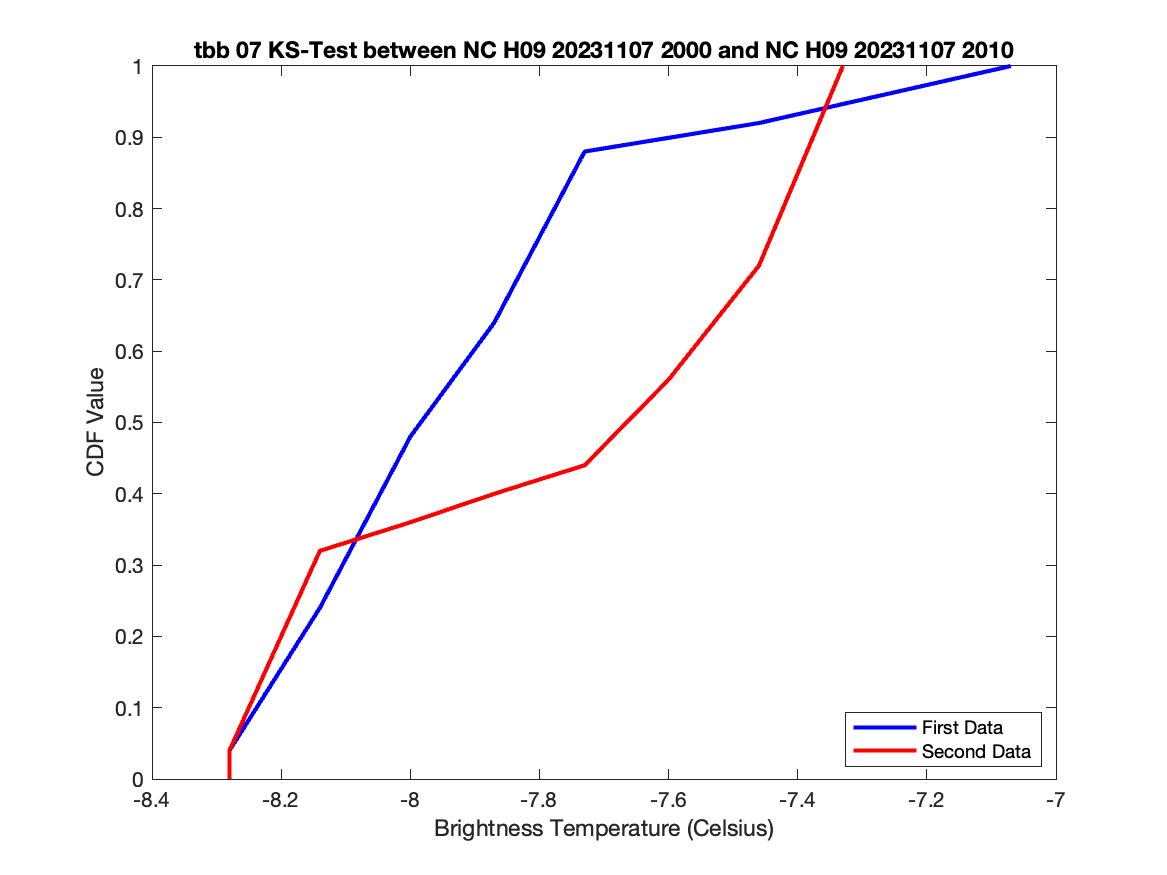 tbb 07 KS-Test between NC H09 20231107 2000 and NC H09 20231107 2010
1
0.9
0.8
0.7
0.6
0.5
0.4
0.3
0.2
0.1
0
CDF Value
First Data
Second Data
-8.4 -8.2 -8 -7.8 -7.6 -7.4 -7.2 -7
Brightness Temperature (Celsius)